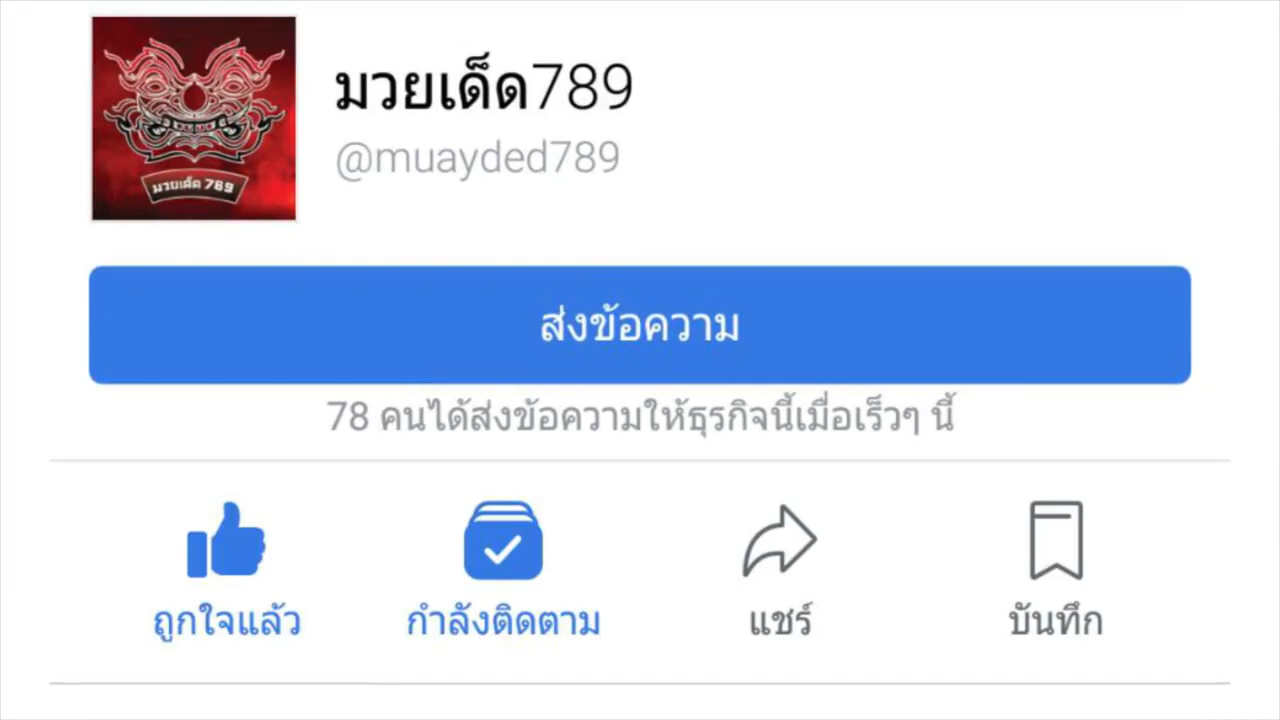 มวยเด็ด789
@muayded789
มวยเด็ด 789
ส่งข้อความ
78 คนได้ส่งข้อความให้ธุรกิจนี้เมื่อเร็วๆ นี้
ถูกใจแล้ว
กำลังติดตาม
แชร์
บันทึก